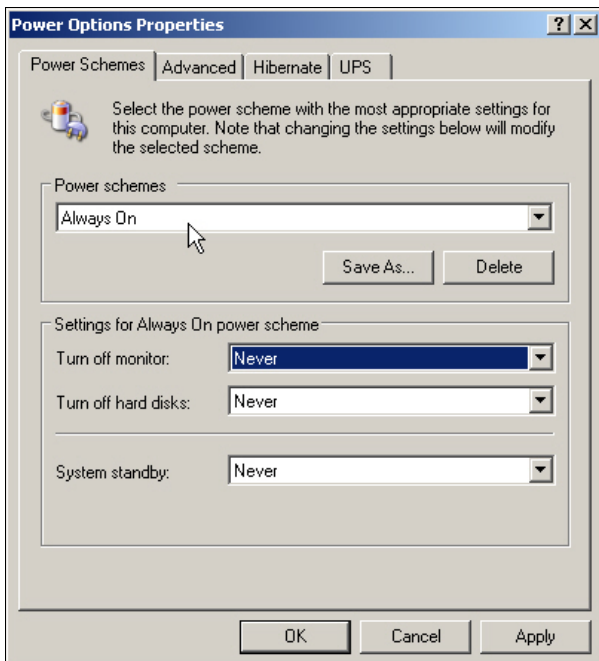 Power Options Properties
Power Schemes Advanced Hibernate UPS
Select the power scheme with the most appropriate settings for
this computer. Note that changing the settings below will modify
the selected scheme.
Power schemes
Always On
Save As... Delete
Settings for Always On power scheme
Turn off monitor: Never
Turn off hard disks: Never
System standby: Never
OK Cancel Apply